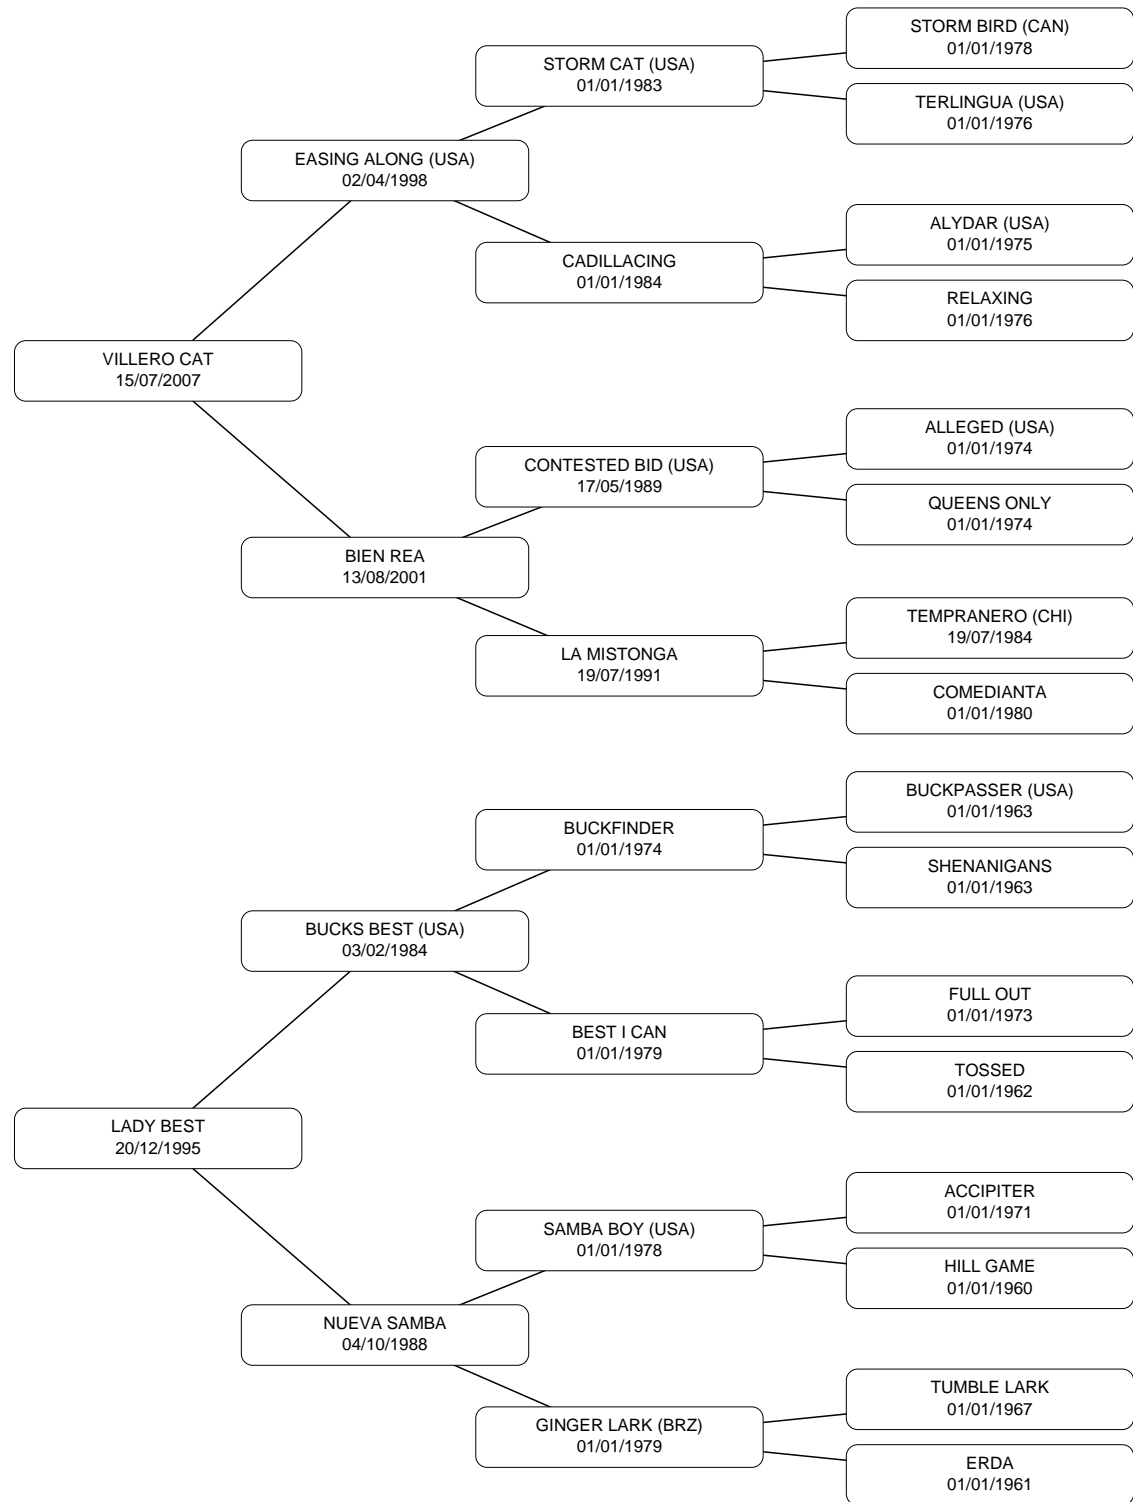 STORM BIRD (CAN)
01/01/1978
STORM CAT (USA)
01/01/1983
TERLINGUA (USA)
01/01/1976
EASING ALONG (USA)
02/04/1998
ALYDAR (USA)
01/01/1975
CADILLACING
01/01/1984
RELAXING
01/01/1976
VILLERO CAT
15/07/2007
ALLEGED (USA)
01/01/1974
CONTESTED BID (USA)
17/05/1989
QUEENS ONLY
01/01/1974
BIEN REA
13/08/2001
TEMPRANERO (CHI)
19/07/1984
LA MISTONGA
19/07/1991
COMEDIANTA
01/01/1980
BUCKPASSER (USA)
01/01/1963
BUCKFINDER
01/01/1974
SHENANIGANS
01/01/1963
BUCKS BEST (USA)
03/02/1984
FULL OUT
01/01/1973
BEST I CAN
01/01/1979
TOSSED
01/01/1962
LADY BEST
20/12/1995
ACCIPITER
01/01/1971
SAMBA BOY (USA)
01/01/1978
HILL GAME
01/01/1960
NUEVA SAMBA
04/10/1988
TUMBLE LARK
01/01/1967
GINGER LARK (BRZ)
01/01/1979
ERDA
01/01/1961